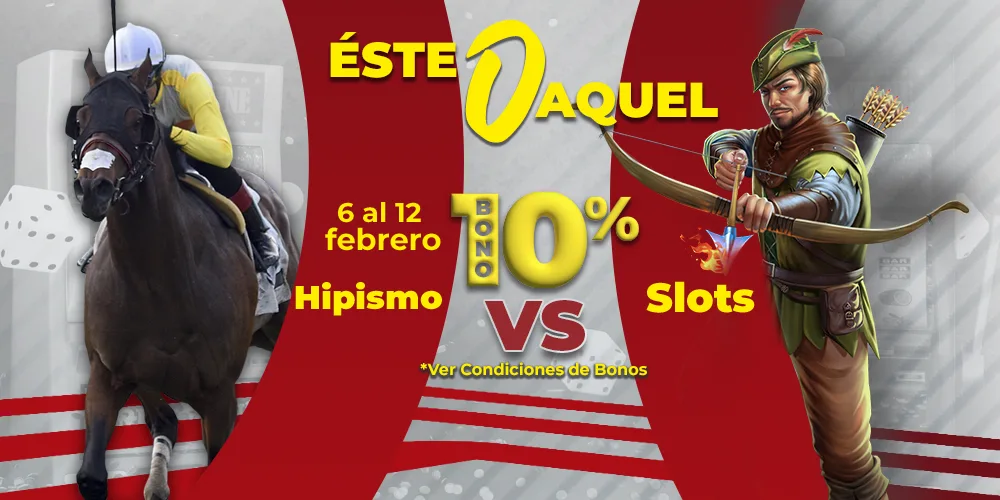 ÉSTE O AQUEL
6 al 12
febrero
BONO
10%
Hipismo
VS
Slots
*Ver Condiciones de Bonos